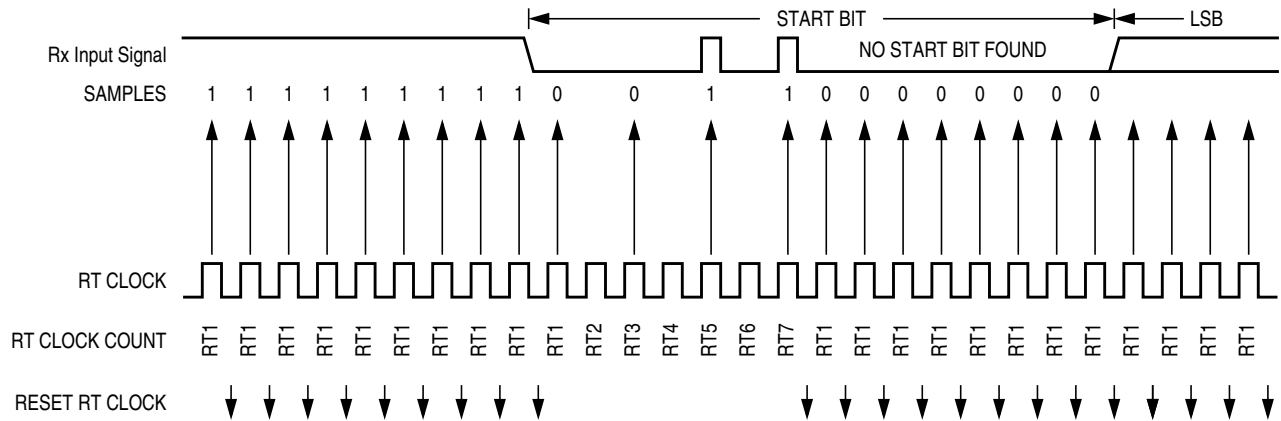 START BIT LSB
Rx Input Signal NO START BIT FOUND
SAMPLES 1 1 1 1 1 1 1 1 1 0 0 1 1 0 0 0 0 0 0 0 0
RT CLOCK
RT CLOCK COUNT RT1 RT1 RT1 RT1 RT1 RT1 RT1 RT1 RT1 RT1 RT2 RT3 RT4 RT5 RT6 RT7 RT1 RT1 RT1 RT1 RT1 RT1 RT1 RT1 RT1 RT1 RT1 RT1
RESET RT CLOCK